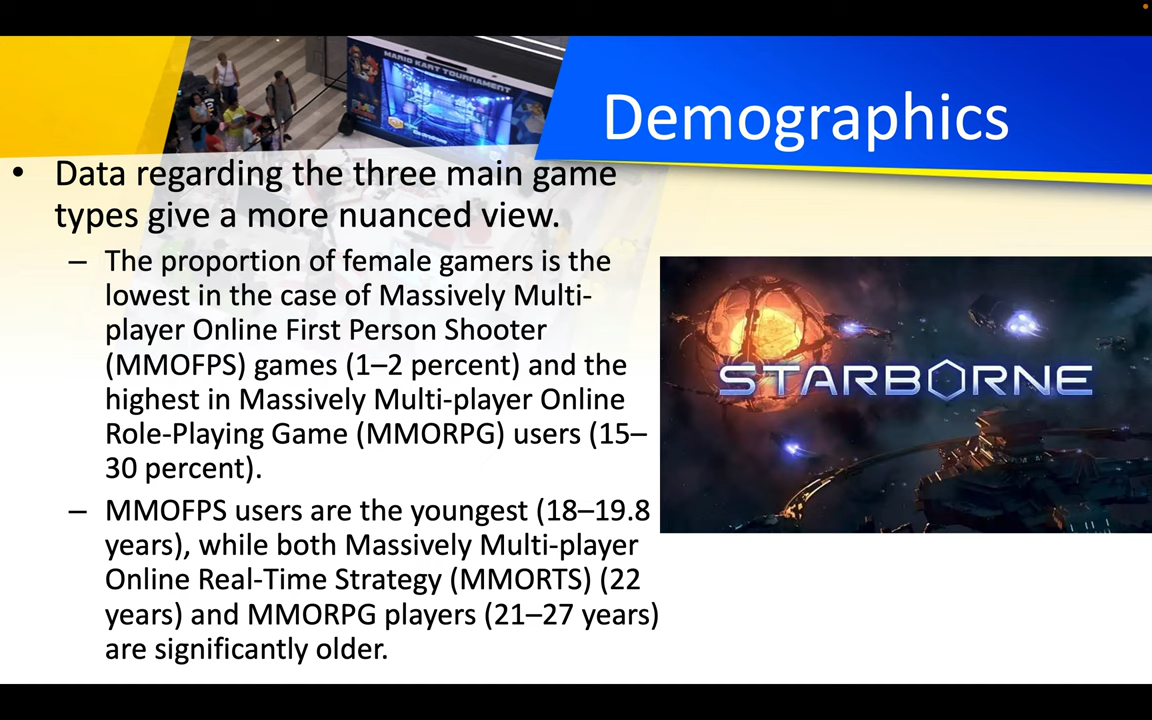 MARIO KART TOURNAMENT
Demographics
• Data regarding the three main game
types give a more nuanced view.
– The proportion of female gamers is the
lowest in the case of Massively Multi-
player Online First Person Shooter
(MMOFPS) games (1–2 percent) and the
highest in Massively Multi-player Online
Role-Playing Game (MMORPG) users (15–
30 percent).
– MMOFPS users are the youngest (18–19.8
years), while both Massively Multi-player
Online Real-Time Strategy (MMORTS) (22
years) and MMORPG players (21–27 years)
are significantly older.
STARBORNE